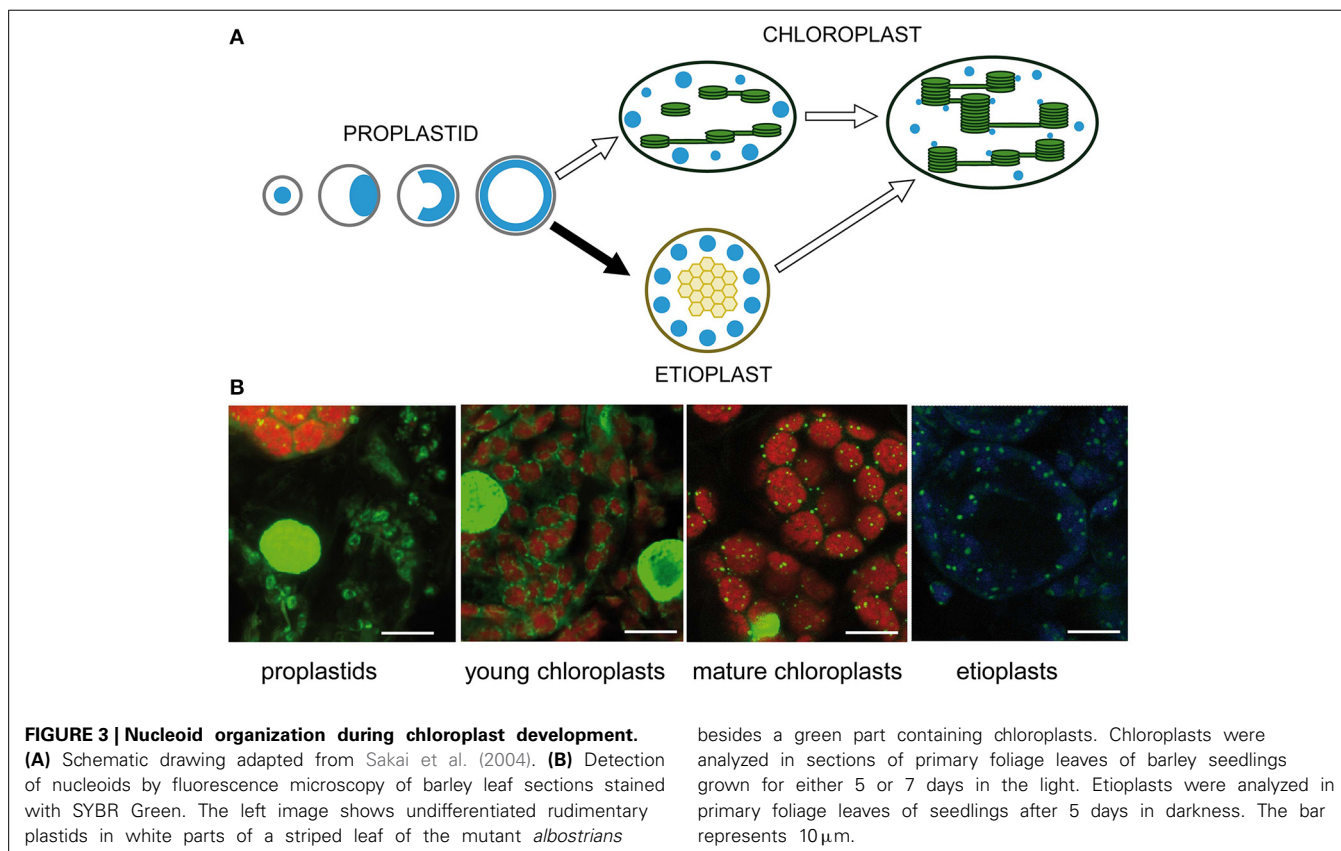 A
CHLOROPLAST
PROPLASTID
ETIOPLAST
B
proplastids
young chloroplasts
mature chloroplasts
etioplasts
FIGURE 3 | Nucleoid organization during chloroplast development.
(A) Schematic drawing adapted from Sakai et al. (2004). (B) Detection
of nucleoids by fluorescence microscopy of barley leaf sections stained
with SYBR Green. The left image shows undifferentiated rudimentary
plastids in white parts of a striped leaf of the mutant albostrians
besides a green part containing chloroplasts. Chloroplasts were
analyzed in sections of primary foliage leaves of barley seedlings
grown for either 5 or 7 days in the light. Etioplasts were analyzed in
primary foliage leaves of seedlings after 5 days in darkness. The bar
represents 10 μm.